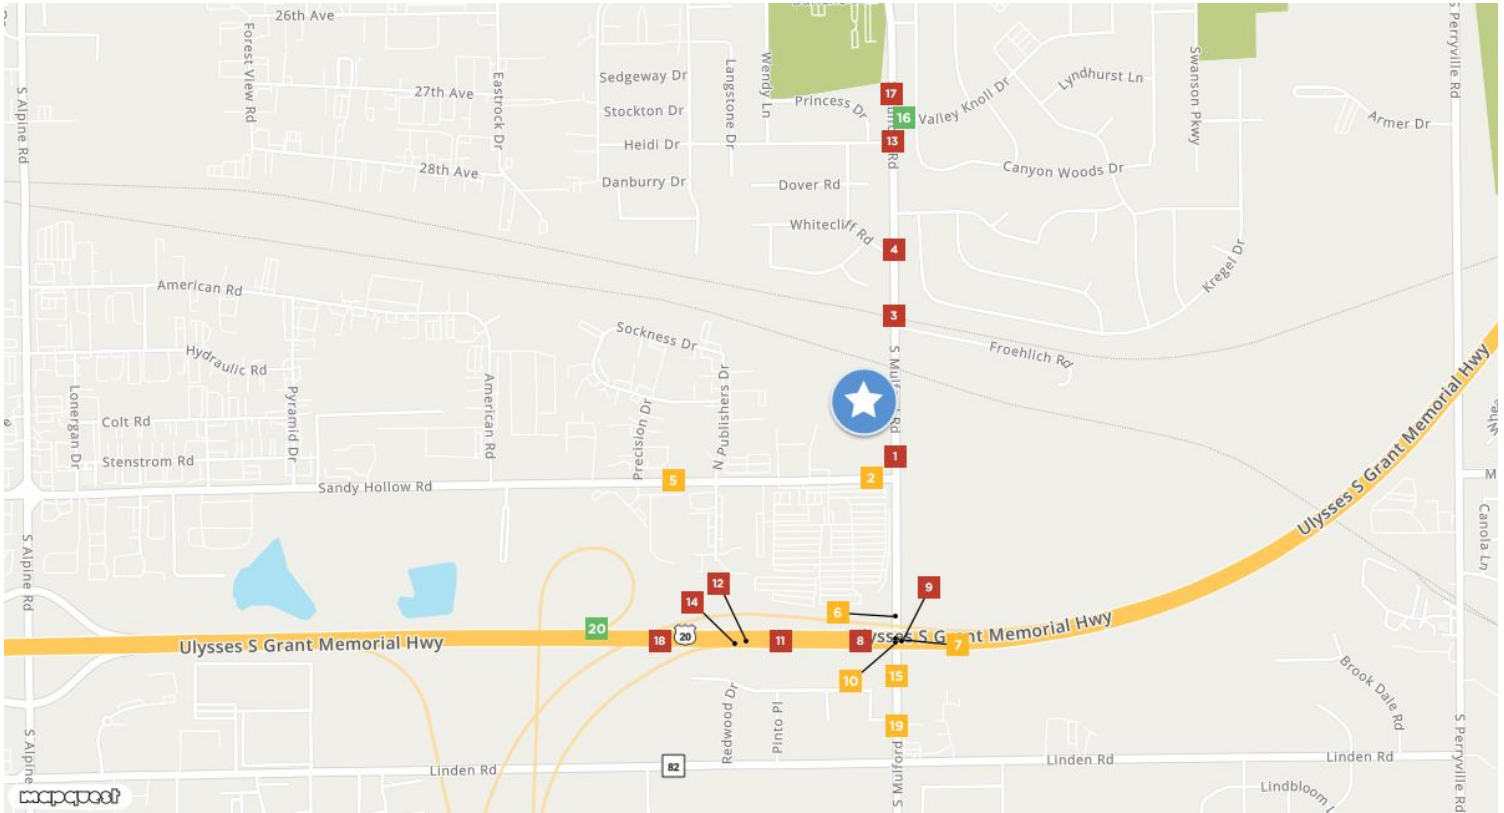 26th Ave
Forest View Rd
27th Ave
Eastrock Dr
28th Ave
Sedgeway Dr
Stockton Dr
Heidi Dr
Danburry Dr
Langstone Dr
Wendy Ln
Princess Dr
Dover Rd
Whitecliff Rd
17
16
13
Rd
4
3
Valley Knoll Dr
Lyndhurst Ln
Canyon Woods Dr
Swanson Pkwy
Armer Dr
S Perryville Rd
Kregel Dr
Froehlich Rd
S Alpine Rd
American Rd
Hydraulic Rd
Lonergan Dr
Colt Rd
Pyramid Dr
Stenstrom Rd
American Rd
Sockness Dr
Precision Dr
N Publishers Dr
S Mulford Rd
1
2
5
Sandy Hollow Rd
Ulysses S Grant Memorial Hwy
M
Canola Ln
S Alpine Rd
12
14
6
9
20
18
20
11
8
7
10
15
19
Ulysses S Grant Memorial Hwy
Ulysses S Grant Memorial Hwy
Redwood Dr
Pinto Pl
Brook Dale Rd
S Alpine
82
Linden Rd
S Mulford
Linden Rd
Linden Rd
Lindbloom L
S Perryville Rd
mapquest